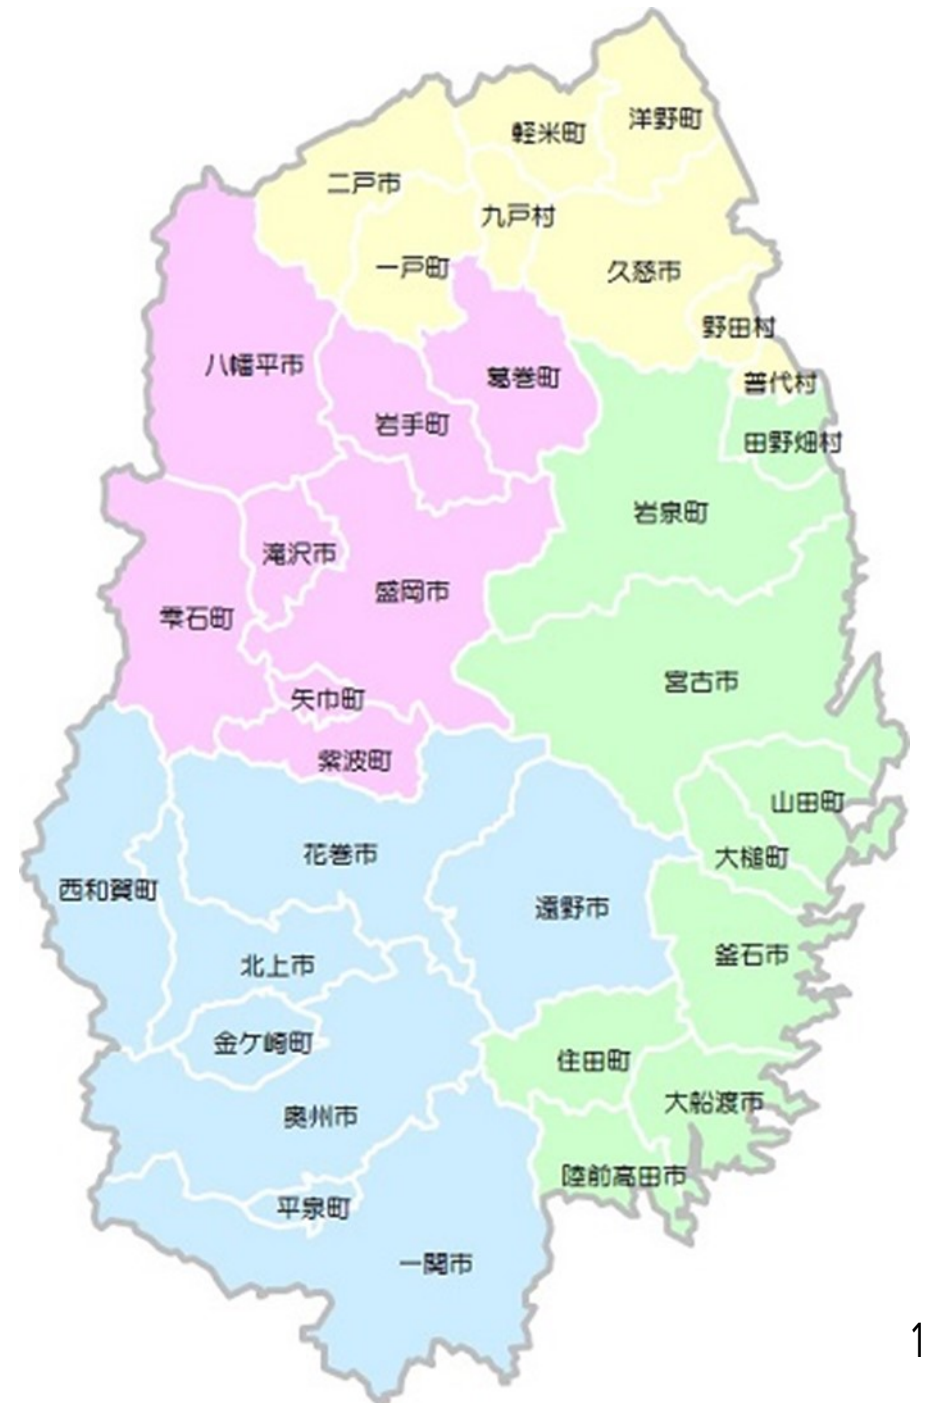 洋野町
軽米町
二戸市
九戸村
一戸町
久慈市
野田村
八幡平市
葛巻町
普代村
岩手町
田野畑村
岩泉町
滝沢市
盛岡市
雫石町
宮古市
矢巾町
紫波町
山田町
花巻市
大槌町
西和賀町
遠野市
釜石市
北上市
金ケ崎町
住田町
大船渡市
奥州市
陸前高田市
平泉町
一関市
1